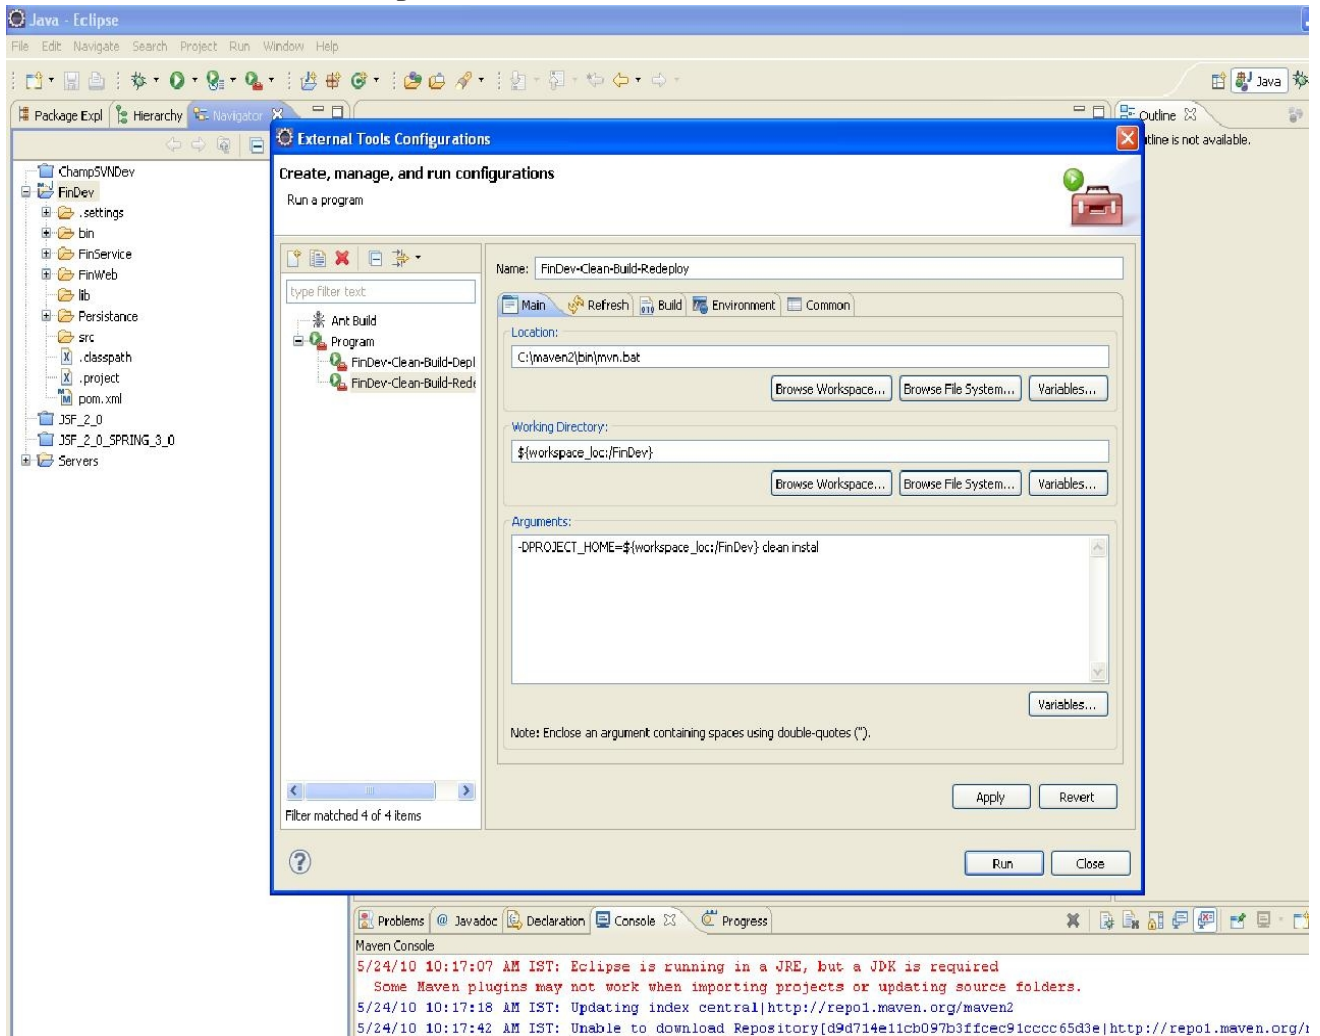 Java - Eclipse
File Edit Navigate Search Project Run Window Help
Java
Package Expl Hierarchy Navigator
Outline
External Tools Configurations
tline is not available.
ChampSVNDev
FinDev
.settings
bin
FinService
FinWeb
lib
Persistance
src
.classpath
.project
pom.xml
JSF_2_0
JSF_2_0_SPRING_3_0
Servers
Create, manage, and run configurations
Run a program
type filter text
Ant Build
Program
FinDev-Clean-Build-Depl
FinDev-Clean-Build-Rede
Filter matched 4 of 4 items
Name: FinDev-Clean-Build-Redeploy
Main Refresh Build Environment Common
Location:
C:\maven2\bin\mvn.bat
Browse Workspace... Browse File System... Variables...
Working Directory:
${workspace_loc:/FinDev}
Browse Workspace... Browse File System... Variables...
Arguments:
-DPROJECT_HOME=${workspace_loc:/FinDev} clean instal
Variables...
Note: Enclose an argument containing spaces using double-quotes (").
Apply Revert
Run Close
Problems @ Javadoc Declaration Console Progress
Maven Console
5/24/10 10:17:07 AM IST: Eclipse is running in a JRE, but a JDK is required
Some Maven plugins may not work when importing projects or updating source folders.
5/24/10 10:17:18 AM IST: Updating index central|http://repo1.maven.org/maven2
5/24/10 10:17:42 AM IST: Unable to download Repository[d9d714e11cb097b3ffcec91cccc65d3e|http://repo1.maven.org/